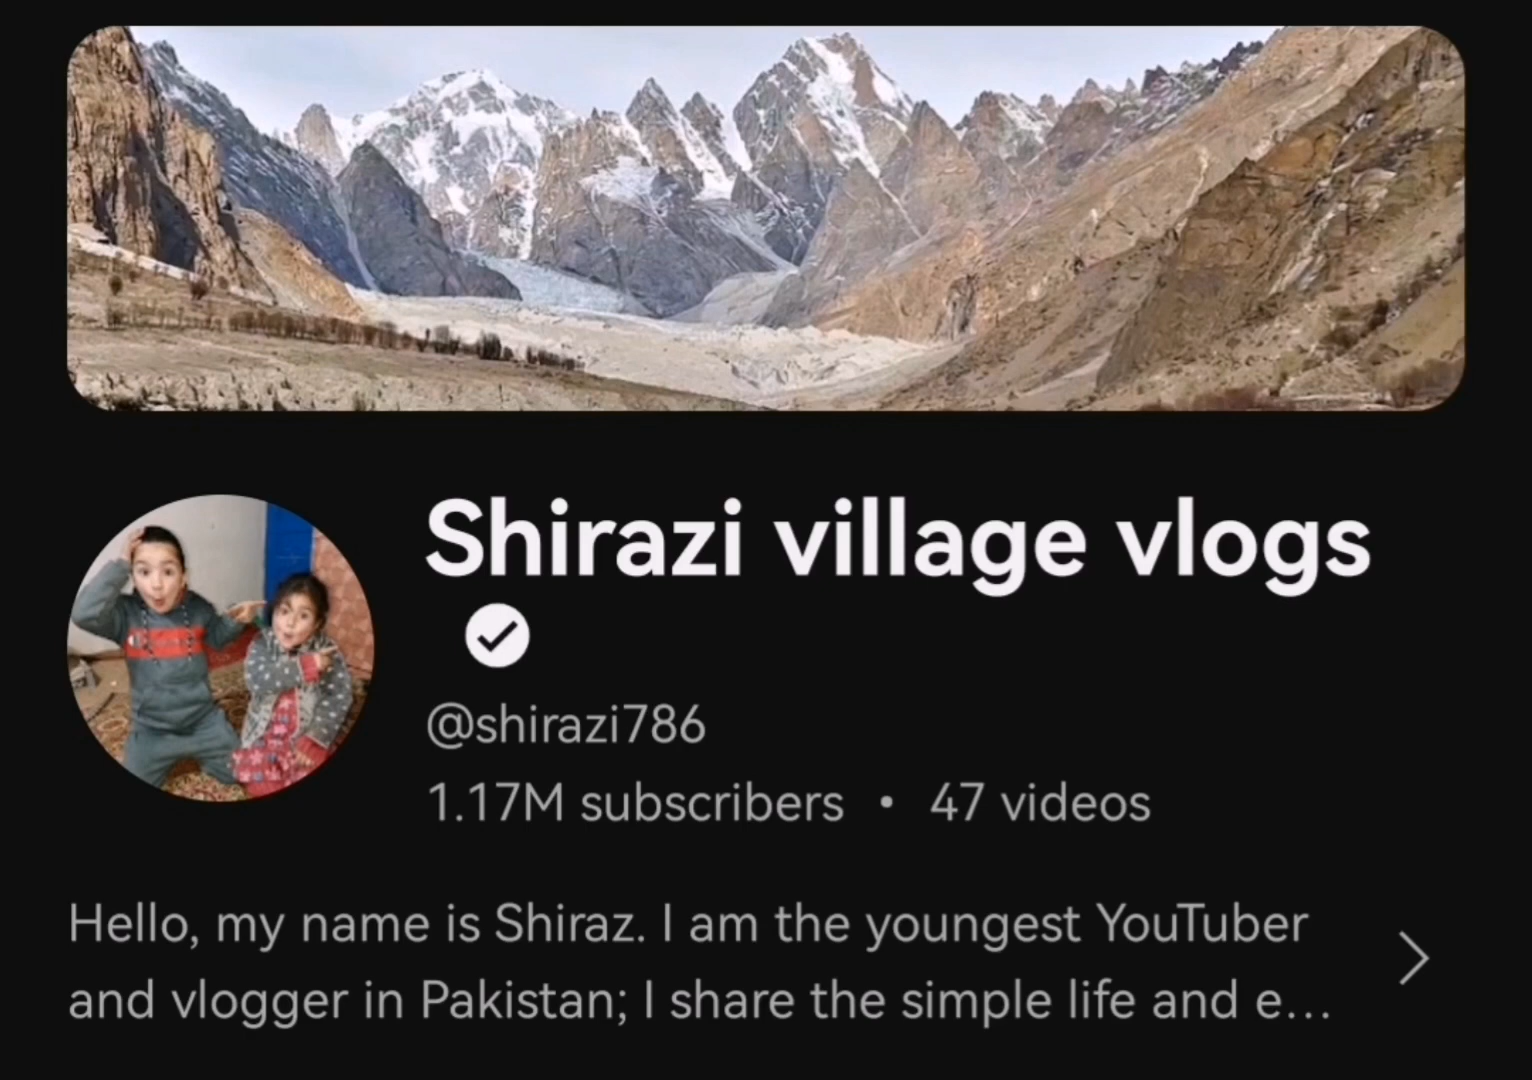 Shirazi village vlogs
@shirazi786
1.17M subscribers • 47 videos
Hello, my name is Shiraz. I am the youngest YouTuber
and vlogger in Pakistan; I share the simple life and e...